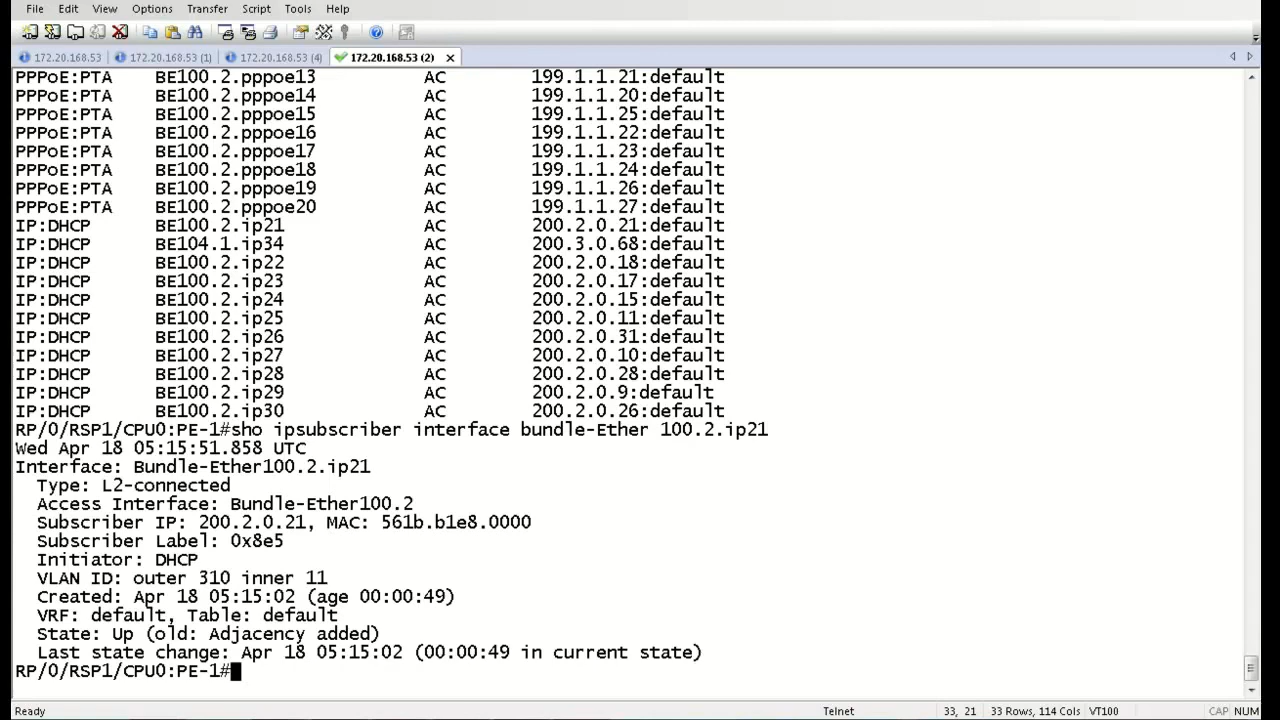 File Edit View Options Transfer Script Tools Help
172.20.168.53 172.20.168.53 (1) 172.20.168.53 (4) 172.20.168.53 (2)
PPPoE:PTA BE100.2.pppoe13 AC 199.1.1.21:default
PPPoE:PTA BE100.2.pppoe14 AC 199.1.1.20:default
PPPoE:PTA BE100.2.pppoe15 AC 199.1.1.25:default
PPPoE:PTA BE100.2.pppoe16 AC 199.1.1.22:default
PPPoE:PTA BE100.2.pppoe17 AC 199.1.1.23:default
PPPoE:PTA BE100.2.pppoe18 AC 199.1.1.24:default
PPPoE:PTA BE100.2.pppoe19 AC 199.1.1.26:default
PPPoE:PTA BE100.2.pppoe20 AC 199.1.1.27:default
IP:DHCP BE100.2.ip21 AC 200.2.0.21:default
IP:DHCP BE104.1.ip34 AC 200.3.0.68:default
IP:DHCP BE100.2.ip22 AC 200.2.0.18:default
IP:DHCP BE100.2.ip23 AC 200.2.0.17:default
IP:DHCP BE100.2.ip24 AC 200.2.0.15:default
IP:DHCP BE100.2.ip25 AC 200.2.0.11:default
IP:DHCP BE100.2.ip26 AC 200.2.0.31:default
IP:DHCP BE100.2.ip27 AC 200.2.0.10:default
IP:DHCP BE100.2.ip28 AC 200.2.0.28:default
IP:DHCP BE100.2.ip29 AC 200.2.0.9:default
IP:DHCP BE100.2.ip30 AC 200.2.0.26:default
RP/0/RSP1/CPU0:PE-1#sho ipsubscriber interface bundle-Ether 100.2.ip21
Wed Apr 18 05:15:51.858 UTC
Interface: Bundle-Ether100.2.ip21
Type: L2-connected
Access Interface: Bundle-Ether100.2
Subscriber IP: 200.2.0.21, MAC: 561b.b1e8.0000
Subscriber Label: 0x8e5
Initiator: DHCP
VLAN ID: outer 310 inner 11
Created: Apr 18 05:15:02 (age 00:00:49)
VRF: default, Table: default
State: Up (old: Adjacency added)
Last state change: Apr 18 05:15:02 (00:00:49 in current state)
RP/0/RSP1/CPU0:PE-1#
Ready Telnet 33, 21 33 Rows, 114 Cols VT100 CAP NUM